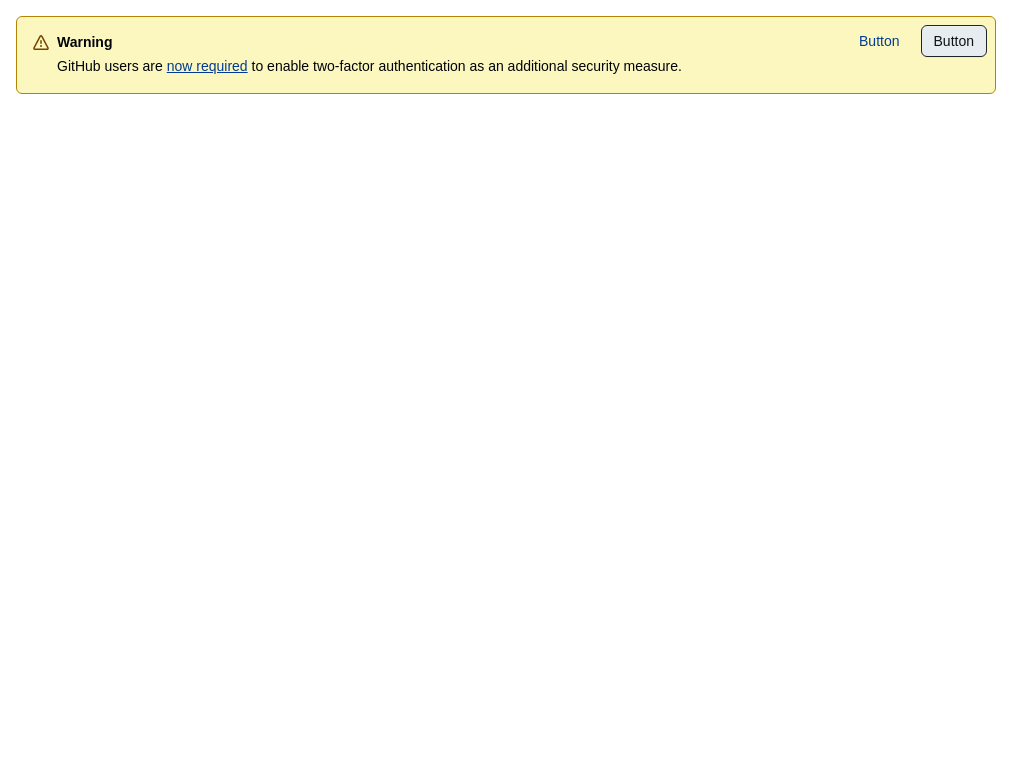 Warning
Button
Button
GitHub users are now required to enable two-factor authentication as an additional security measure.